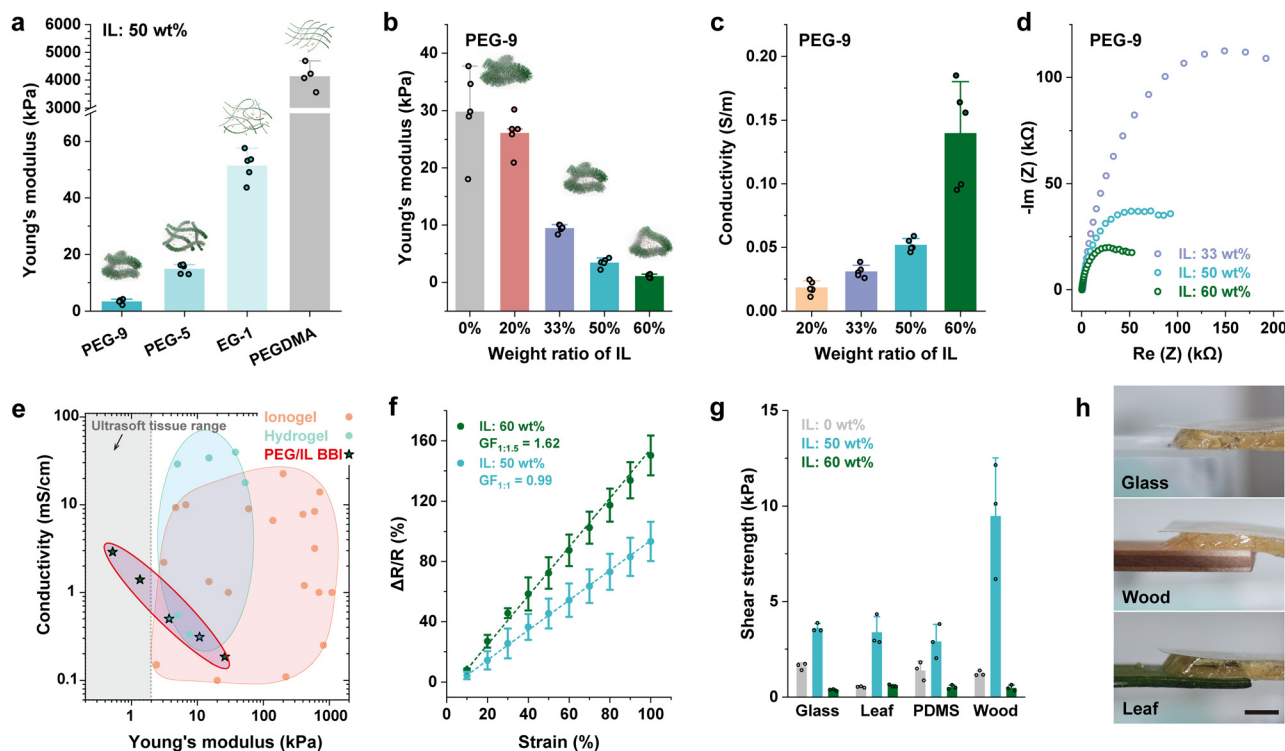 a
IL: 50 wt%
Young's modulus (kPa)
6000
5000
4000
3000
60
40
20
0
PEG-9
PEG-5
EG-1
PEGDMA
b
PEG-9
Young's modulus (kPa)
40
30
20
10
0
0%
20%
33%
50%
60%
Weight ratio of IL
c
PEG-9
Conductivity (S/m)
0.20
0.15
0.10
0.05
0.00
20%
33%
50%
60%
Weight ratio of IL
d
PEG-9
-Im (Z) (kΩ)
100
50
0
IL: 33 wt%
IL: 50 wt%
IL: 60 wt%
0
50
100
150
200
Re (Z) (kΩ)
e
Conductivity (mS/cm)
100
10
1
0.1
Ultrasoft tissue range
Ionogel
Hydrogel
PEG/IL BBI
1
10
100
1000
Young's modulus (kPa)
f
ΔR/R (%)
160
120
80
40
0
IL: 60 wt%
GF1:1.5 = 1.62
IL: 50 wt%
GF1:1 = 0.99
20
40
60
80
100
Strain (%)
g
Shear strength (kPa)
15
10
5
0
IL: 0 wt%
IL: 50 wt%
IL: 60 wt%
Glass
Leaf
PDMS
Wood
h
Glass
Wood
Leaf